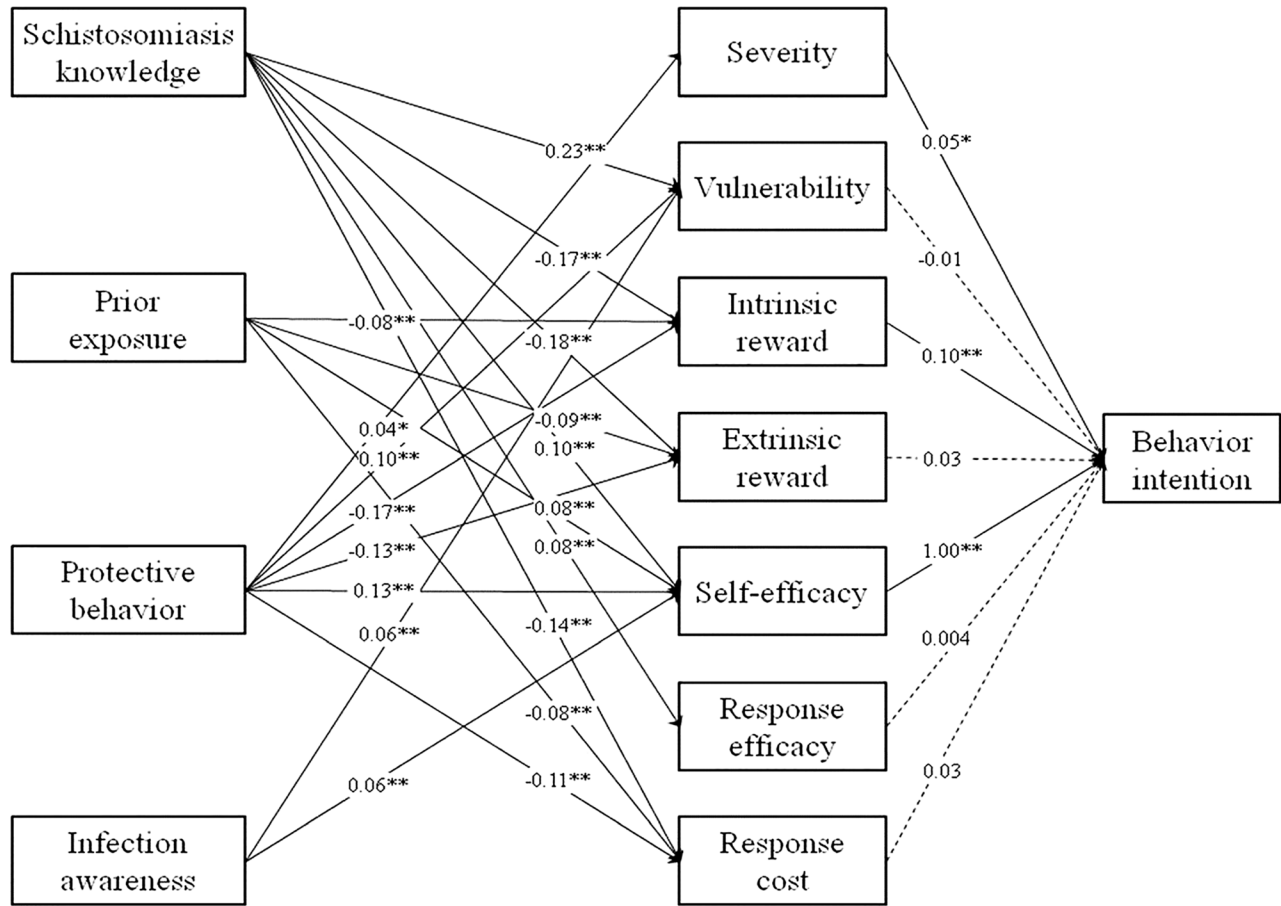 Schistosomiasis
knowledge
Prior
exposure
Protective
behavior
Infection
awareness
0.23**
-0.17**
-0.08**
-0.18**
-0.09**
0.04*
0.10**
0.10**
-0.17**
0.08**
-0.13**
0.08**
0.13**
0.06**
-0.14**
-0.08**
0.06**
-0.11**
Severity
Vulnerability
Intrinsic
reward
Extrinsic
reward
Self-efficacy
Response
efficacy
Response
cost
0.05*
-0.01
0.10**
0.03
1.00**
0.004
0.03
Behavior
intention